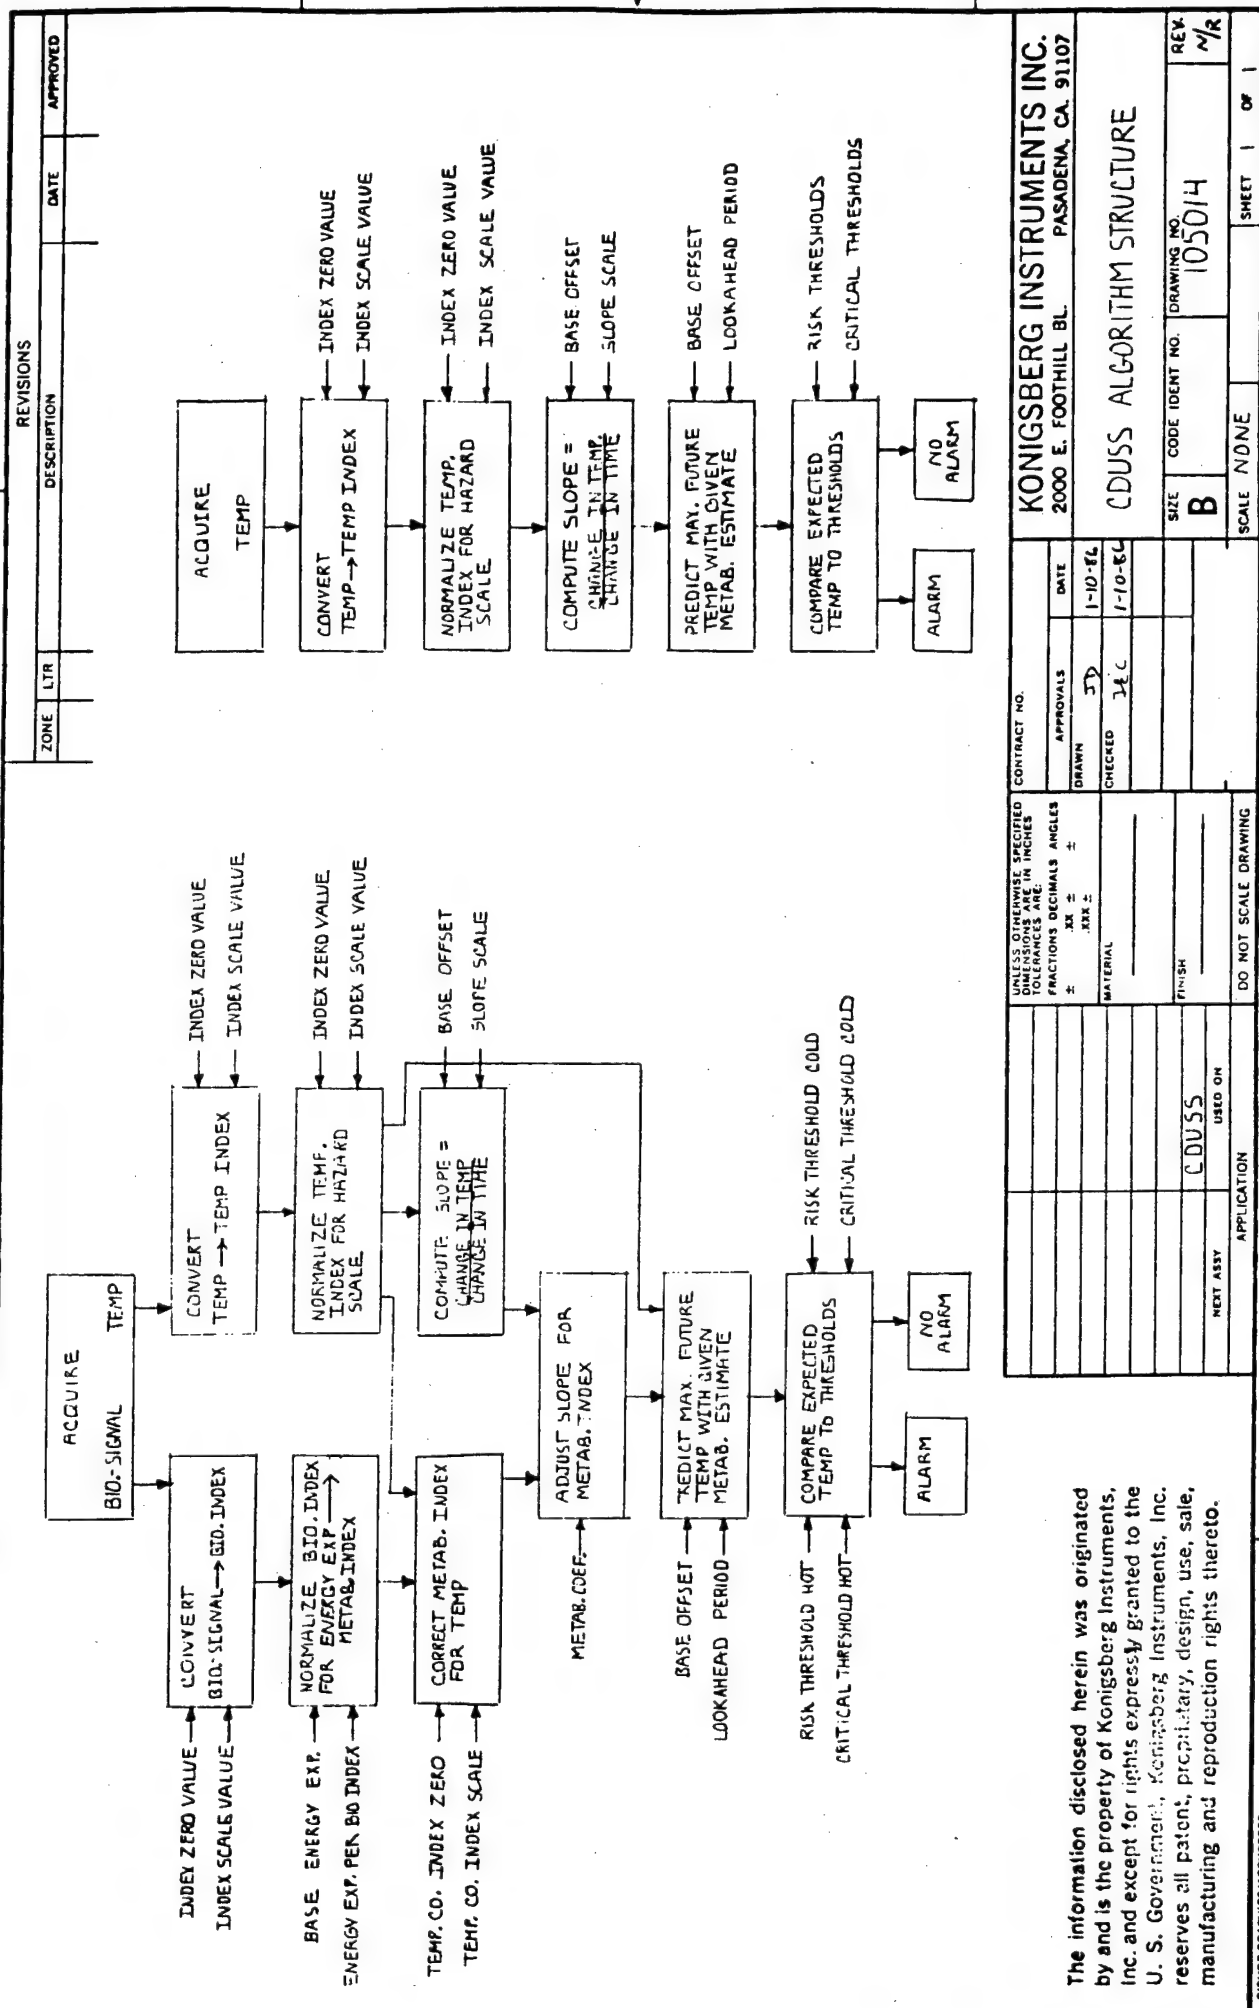 REVISIONS
ZONE
LTR
DESCRIPTION
DATE
APPROVED
ACQUIRE
BIO.-SIGNAL TEMP
INDEX ZERO VALUE
INDEX SCALE VALUE
CONVERT
BIO.-SIGNAL→BIO. INDEX
CONVERT
TEMP→TEMP INDEX
INDEX ZERO VALUE
INDEX SCALE VALUE
BASE ENERGY EXP.
ENERGY EXP. PER BIO INDEX
NORMALIZE BIO. INDEX
FOR ENERGY EXP→
METAB. INDEX
NORMALIZE TEMP.
INDEX FOR HAZARD
SCALE
INDEX ZERO VALUE
INDEX SCALE VALUE
TEMP. CO. INDEX ZERO
TEMP. CO. INDEX SCALE
CORRECT METAB. INDEX
FOR TEMP
COMPUTE SLOPE =
CHANGE IN TEMP
CHANGE IN TIME
BASE OFFSET
SLOPE SCALE
METAB. COEF.
ADJUST SLOPE FOR
METAB. INDEX
BASE OFFSET
LOOKAHEAD PERIOD
PREDICT MAX. FUTURE
TEMP WITH GIVEN
METAB. ESTIMATE
RISK THRESHOLD HOT
CRITICAL THRESHOLD HOT
COMPARE EXPECTED
TEMP TO THRESHOLDS
RISK THRESHOLD COLD
CRITICAL THRESHOLD COLD
ALARM
NO
ALARM
ACQUIRE
TEMP
CONVERT
TEMP→TEMP INDEX
INDEX ZERO VALUE
INDEX SCALE VALUE
NORMALIZE TEMP.
INDEX FOR HAZARD
SCALE
INDEX ZERO VALUE
INDEX SCALE VALUE
COMPUTE SLOPE =
CHANGE IN TEMP.
CHANGE IN TIME
BASE OFFSET
SLOPE SCALE
PREDICT MAY. FUTURE
TEMP WITH GIVEN
METAB. ESTIMATE
BASE OFFSET
LOOKAHEAD PERIOD
COMPARE EXPECTED
TEMP TO THRESHOLDS
RISK THRESHOLDS
CRITICAL THRESHOLDS
ALARM
NO
ALARM
The information disclosed herein was originated
by and is the property of Konigsberg Instruments,
Inc. and except for rights expressly granted to the
U. S. Government, Konigsberg Instruments, Inc.
reserves all patent, proprietary, design, use, sale,
manufacturing and reproduction rights thereto.
CDUSS
NEXT ASSY
USED ON
APPLICATION
UNLESS OTHERWISE SPECIFIED
DIMENSIONS ARE IN INCHES
TOLERANCES ARE:
FRACTIONS DECIMALS ANGLES
± .XX ± ±
.XXX ±
MATERIAL
FINISH
DO NOT SCALE DRAWING
CONTRACT NO.
APPROVALS
DATE
DRAWN JD 1-10-86
CHECKED 1-10-86
KONIGSBERG INSTRUMENTS INC.
2000 E. FOOTHILL BL. PASADENA, CA. 91107
CDUSS ALGORITHM STRUCTURE
SIZE
B
CODE IDENT NO.
DRAWING NO.
105014
REV.
N/R
SCALE NONE
SHEET 1 OF 1